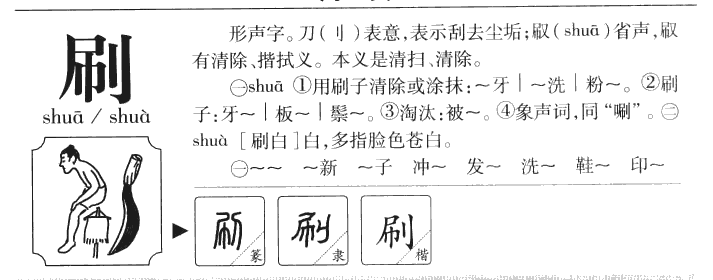 刷
shuā / shuà
形声字。刀(刂)表意,表示刮去尘垢;㕞(shuā)省声,㕞
有清除、揩拭义。本义是清扫、清除。
㊀shuā ①用刷子清除或涂抹:~牙|~洗|粉~。②刷
子:牙~|板~|鬃~。③淘汰:被~。④象声词,同“唰”。㊁
shuà [刷白]白,多指脸色苍白。
㊀~~ ~新 ~子 冲~ 发~ 洗~ 鞋~ 印~
刷 篆 刷 隶 刷 楷